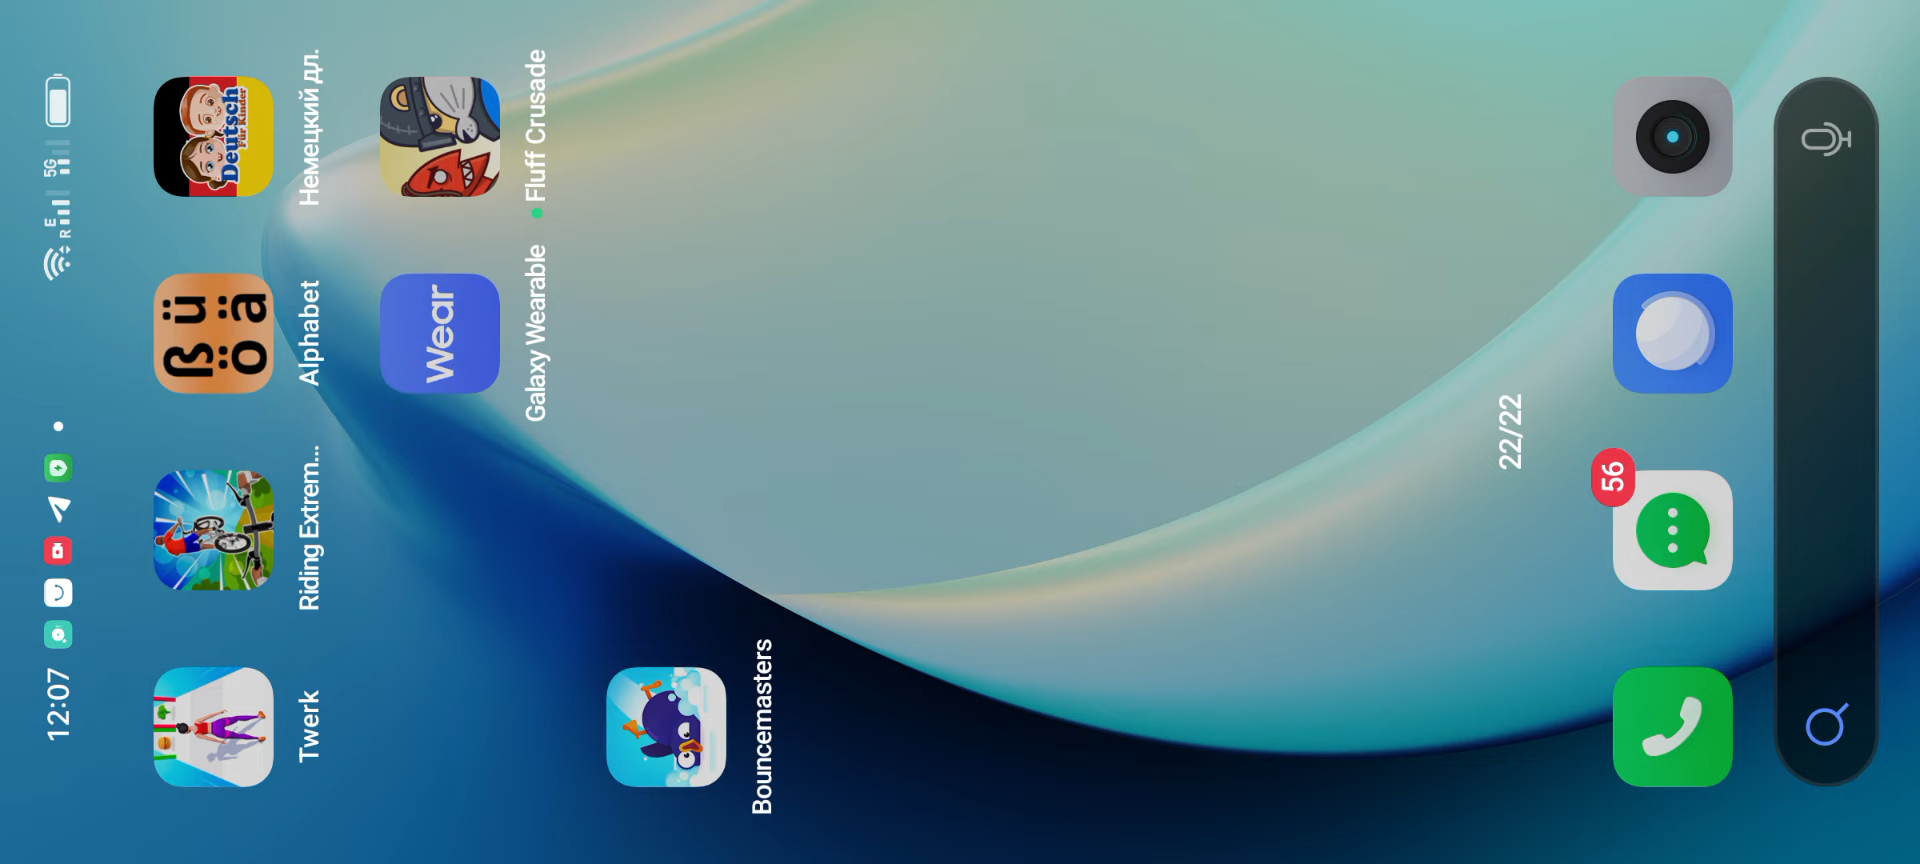 12:07
R E
5G
Twerk
Riding Extrem...
ß ü
ö ä
Alphabet
Deutsch
Für Kinder
Немецкий дл.
Wear
Galaxy Wearable
Fluff Crusade
Bouncemasters
22/22
56